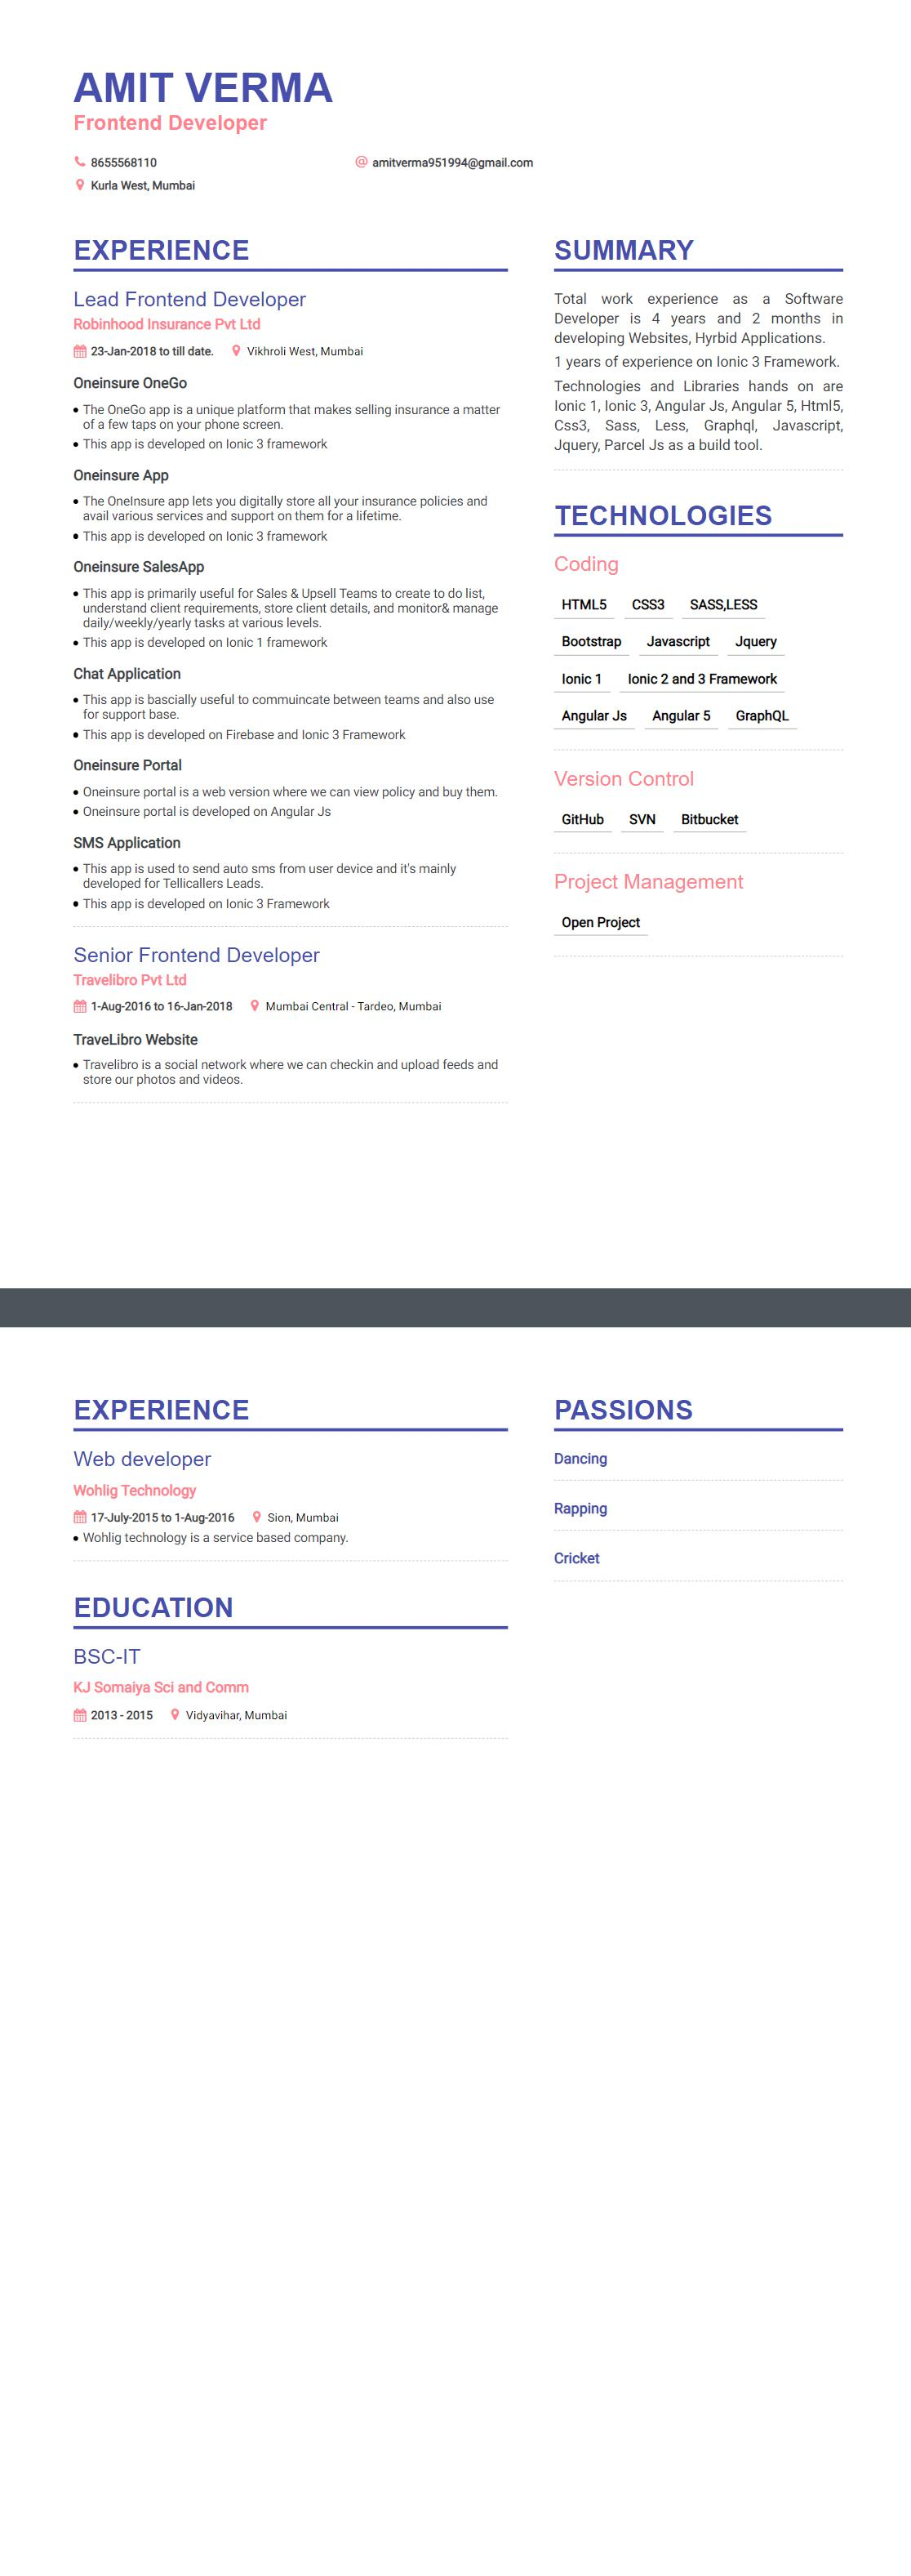 AMIT VERMA
Frontend Developer
8655568110
@ amitverma951994@gmail.com
Kurla West, Mumbai
EXPERIENCE
Lead Frontend Developer
Robinhood Insurance Pvt Ltd
23-Jan-2018 to till date. Vikhroli West, Mumbai
Oneinsure OneGo
• The OneGo app is a unique platform that makes selling insurance a matter
of a few taps on your phone screen.
• This app is developed on Ionic 3 framework
Oneinsure App
• The OneInsure app lets you digitally store all your insurance policies and
avail various services and support on them for a lifetime.
• This app is developed on Ionic 3 framework
Oneinsure SalesApp
• This app is primarily useful for Sales & Upsell Teams to create to do list,
understand client requirements, store client details, and monitor& manage
daily/weekly/yearly tasks at various levels.
• This app is developed on Ionic 1 framework
Chat Application
• This app is bascially useful to commuincate between teams and also use
for support base.
• This app is developed on Firebase and Ionic 3 Framework
Oneinsure Portal
• Oneinsure portal is a web version where we can view policy and buy them.
• Oneinsure portal is developed on Angular Js
SMS Application
• This app is used to send auto sms from user device and it's mainly
developed for Tellicallers Leads.
• This app is developed on Ionic 3 Framework
Senior Frontend Developer
Travelibro Pvt Ltd
1-Aug-2016 to 16-Jan-2018 Mumbai Central - Tardeo, Mumbai
TraveLibro Website
• Travelibro is a social network where we can checkin and upload feeds and
store our photos and videos.
SUMMARY
Total work experience as a Software
Developer is 4 years and 2 months in
developing Websites, Hyrbid Applications.
1 years of experience on Ionic 3 Framework.
Technologies and Libraries hands on are
Ionic 1, Ionic 3, Angular Js, Angular 5, Html5,
Css3, Sass, Less, Graphql, Javascript,
Jquery, Parcel Js as a build tool.
TECHNOLOGIES
Coding
HTML5 CSS3 SASS,LESS
Bootstrap Javascript Jquery
Ionic 1 Ionic 2 and 3 Framework
Angular Js Angular 5 GraphQL
Version Control
GitHub SVN Bitbucket
Project Management
Open Project
EXPERIENCE
Web developer
Wohlig Technology
17-July-2015 to 1-Aug-2016 Sion, Mumbai
• Wohlig technology is a service based company.
EDUCATION
BSC-IT
KJ Somaiya Sci and Comm
2013 - 2015 Vidyavihar, Mumbai
PASSIONS
Dancing
Rapping
Cricket